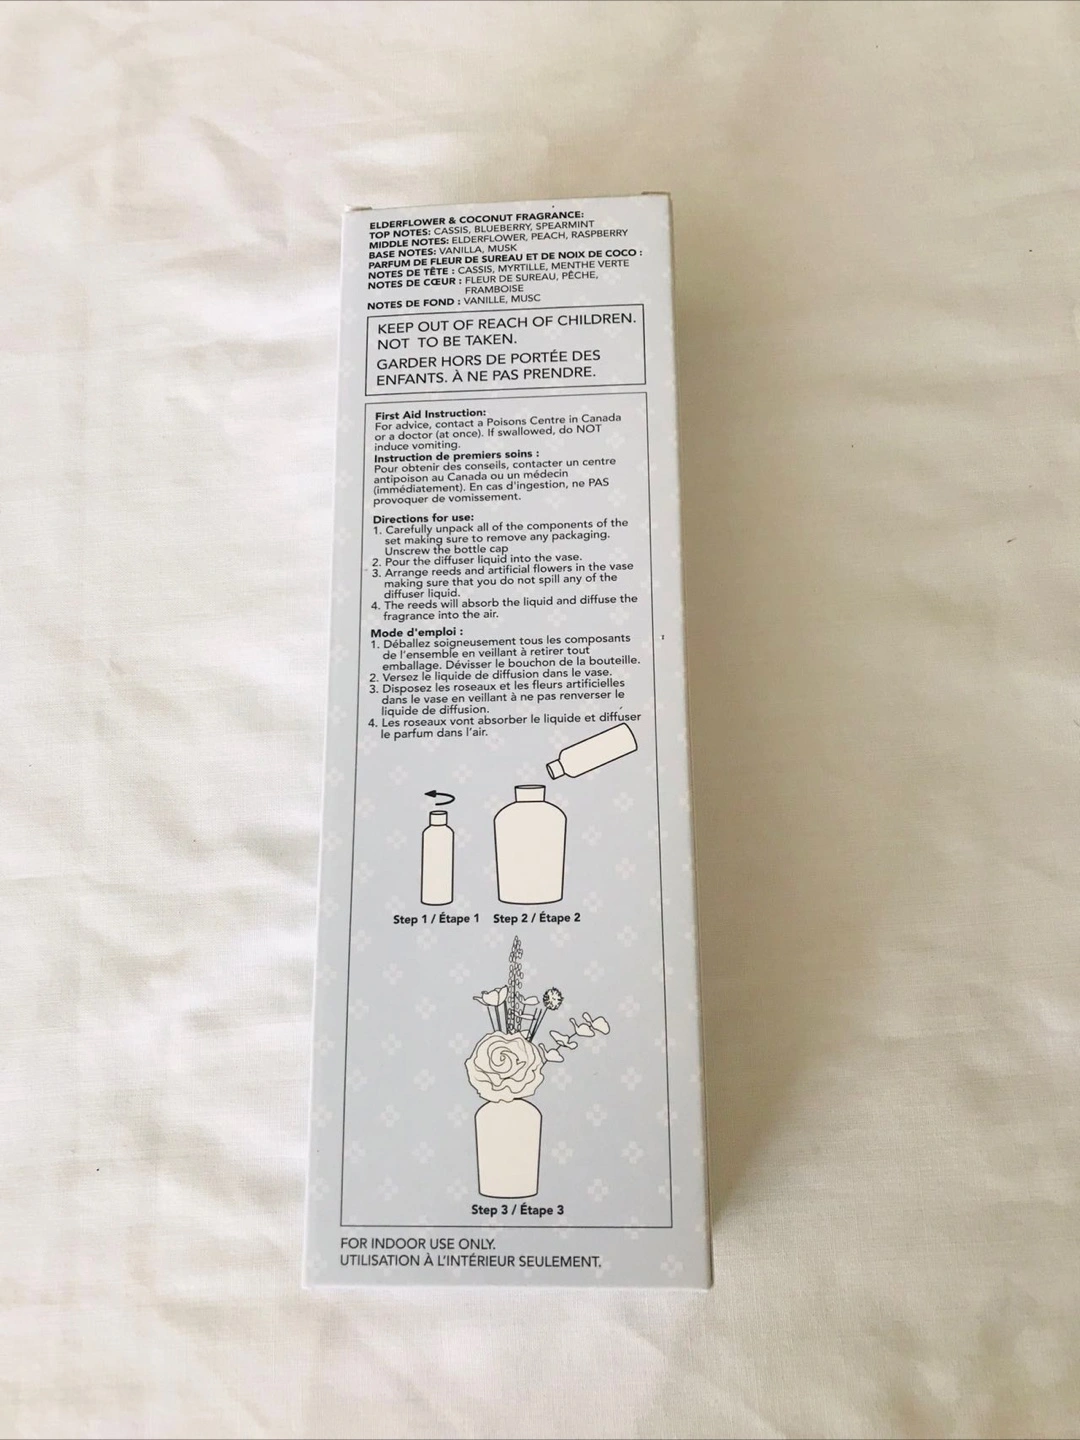 ELDERFLOWER & COCONUT FRAGRANCE:
TOP NOTES: CASSIS, BLUEBERRY, SPEARMINT
MIDDLE NOTES: ELDERFLOWER, PEACH, RASPBERRY
BASE NOTES: VANILLA, MUSK
PARFUM DE FLEUR DE SUREAU ET DE NOIX DE COCO :
NOTES DE TÊTE : CASSIS, MYRTILLE, MENTHE VERTE
NOTES DE CŒUR : FLEUR DE SUREAU, PÊCHE,
FRAMBOISE
NOTES DE FOND : VANILLE, MUSC
KEEP OUT OF REACH OF CHILDREN.
NOT TO BE TAKEN.
GARDER HORS DE PORTÉE DES
ENFANTS. À NE PAS PRENDRE.
First Aid Instruction:
For advice, contact a Poisons Centre in Canada
or a doctor (at once). If swallowed, do NOT
induce vomiting.
Instruction de premiers soins :
Pour obtenir des conseils, contacter un centre
antipoison au Canada ou un médecin
(immédiatement). En cas d'ingestion, ne PAS
provoquer de vomissement.
Directions for use:
1. Carefully unpack all of the components of the
set making sure to remove any packaging.
Unscrew the bottle cap
2. Pour the diffuser liquid into the vase.
3. Arrange reeds and artificial flowers in the vase
making sure that you do not spill any of the
diffuser liquid.
4. The reeds will absorb the liquid and diffuse the
fragrance into the air.
Mode d'emploi :
1. Déballez soigneusement tous les composants
de l'ensemble en veillant à retirer tout
emballage. Dévisser le bouchon de la bouteille.
2. Versez le liquide de diffusion dans le vase.
3. Disposez les roseaux et les fleurs artificielles
dans le vase en veillant à ne pas renverser le
liquide de diffusion.
4. Les roseaux vont absorber le liquide et diffuser
le parfum dans l'air.
Step 1 / Étape 1 Step 2 / Étape 2
Step 3 / Étape 3
FOR INDOOR USE ONLY.
UTILISATION À L'INTÉRIEUR SEULEMENT.